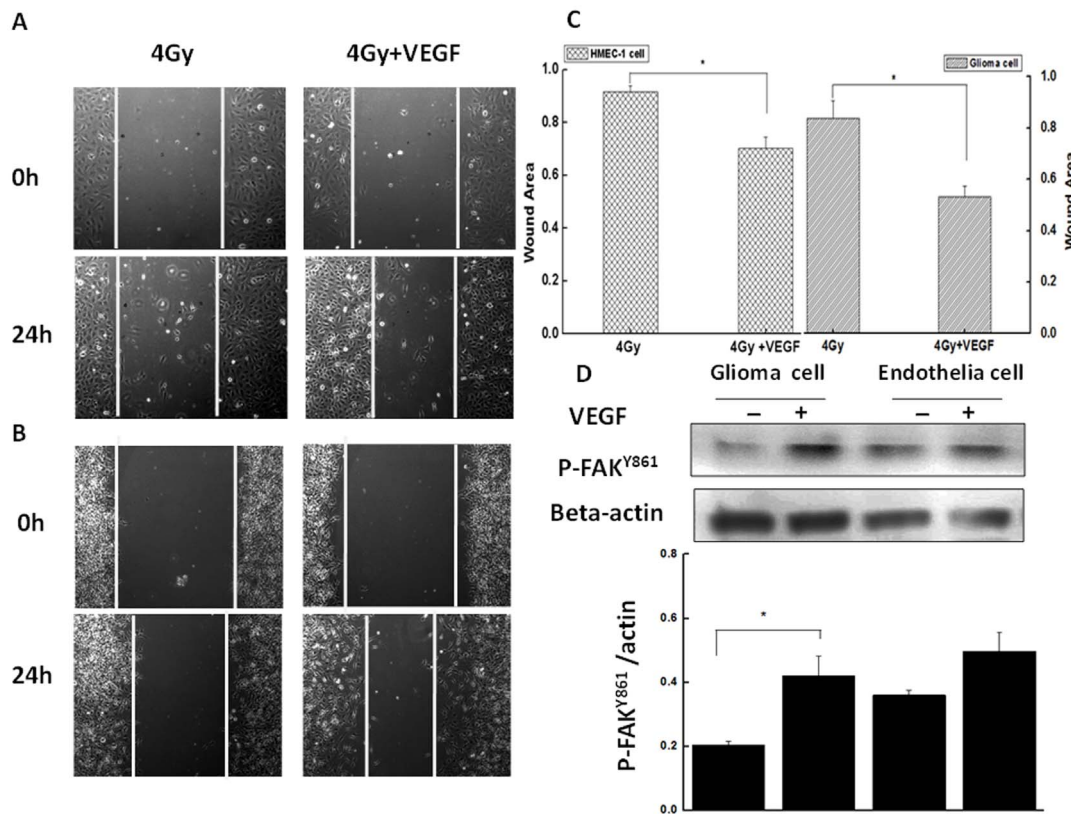 A
4Gy
4Gy+VEGF
0h
24h
B
0h
24h
C
HMEC-1 cell
Glioma cell
*
*
1.0
0.8
0.6
0.4
0.2
0.0
Wound Area
1.0
0.8
0.6
0.4
0.2
0.0
Wound Area
4Gy
4Gy +VEGF
4Gy
4Gy+VEGF
D
Glioma cell
Endothelia cell
VEGF
– + – +
P-FAK^Y861
Beta-actin
0.8
0.6
0.4
0.2
0.0
P-FAK^Y861 /actin
*